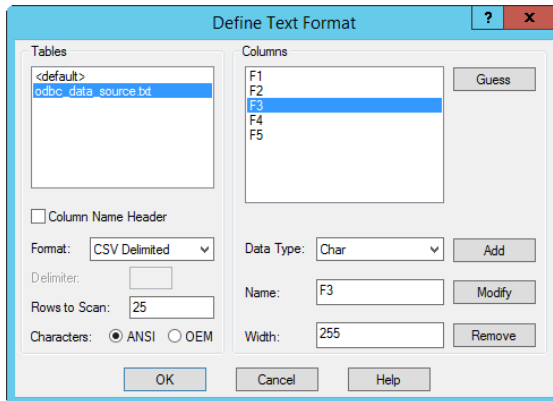 Define Text Format
? x
Tables
<default>
odbc_data_source.txt
Column Name Header
Format: CSV Delimited
Delimiter:
Rows to Scan: 25
Characters: ANSI OEM
Columns
F1
F2
F3
F4
F5
Guess
Data Type: Char
Add
Name: F3
Modify
Width: 255
Remove
OK
Cancel
Help